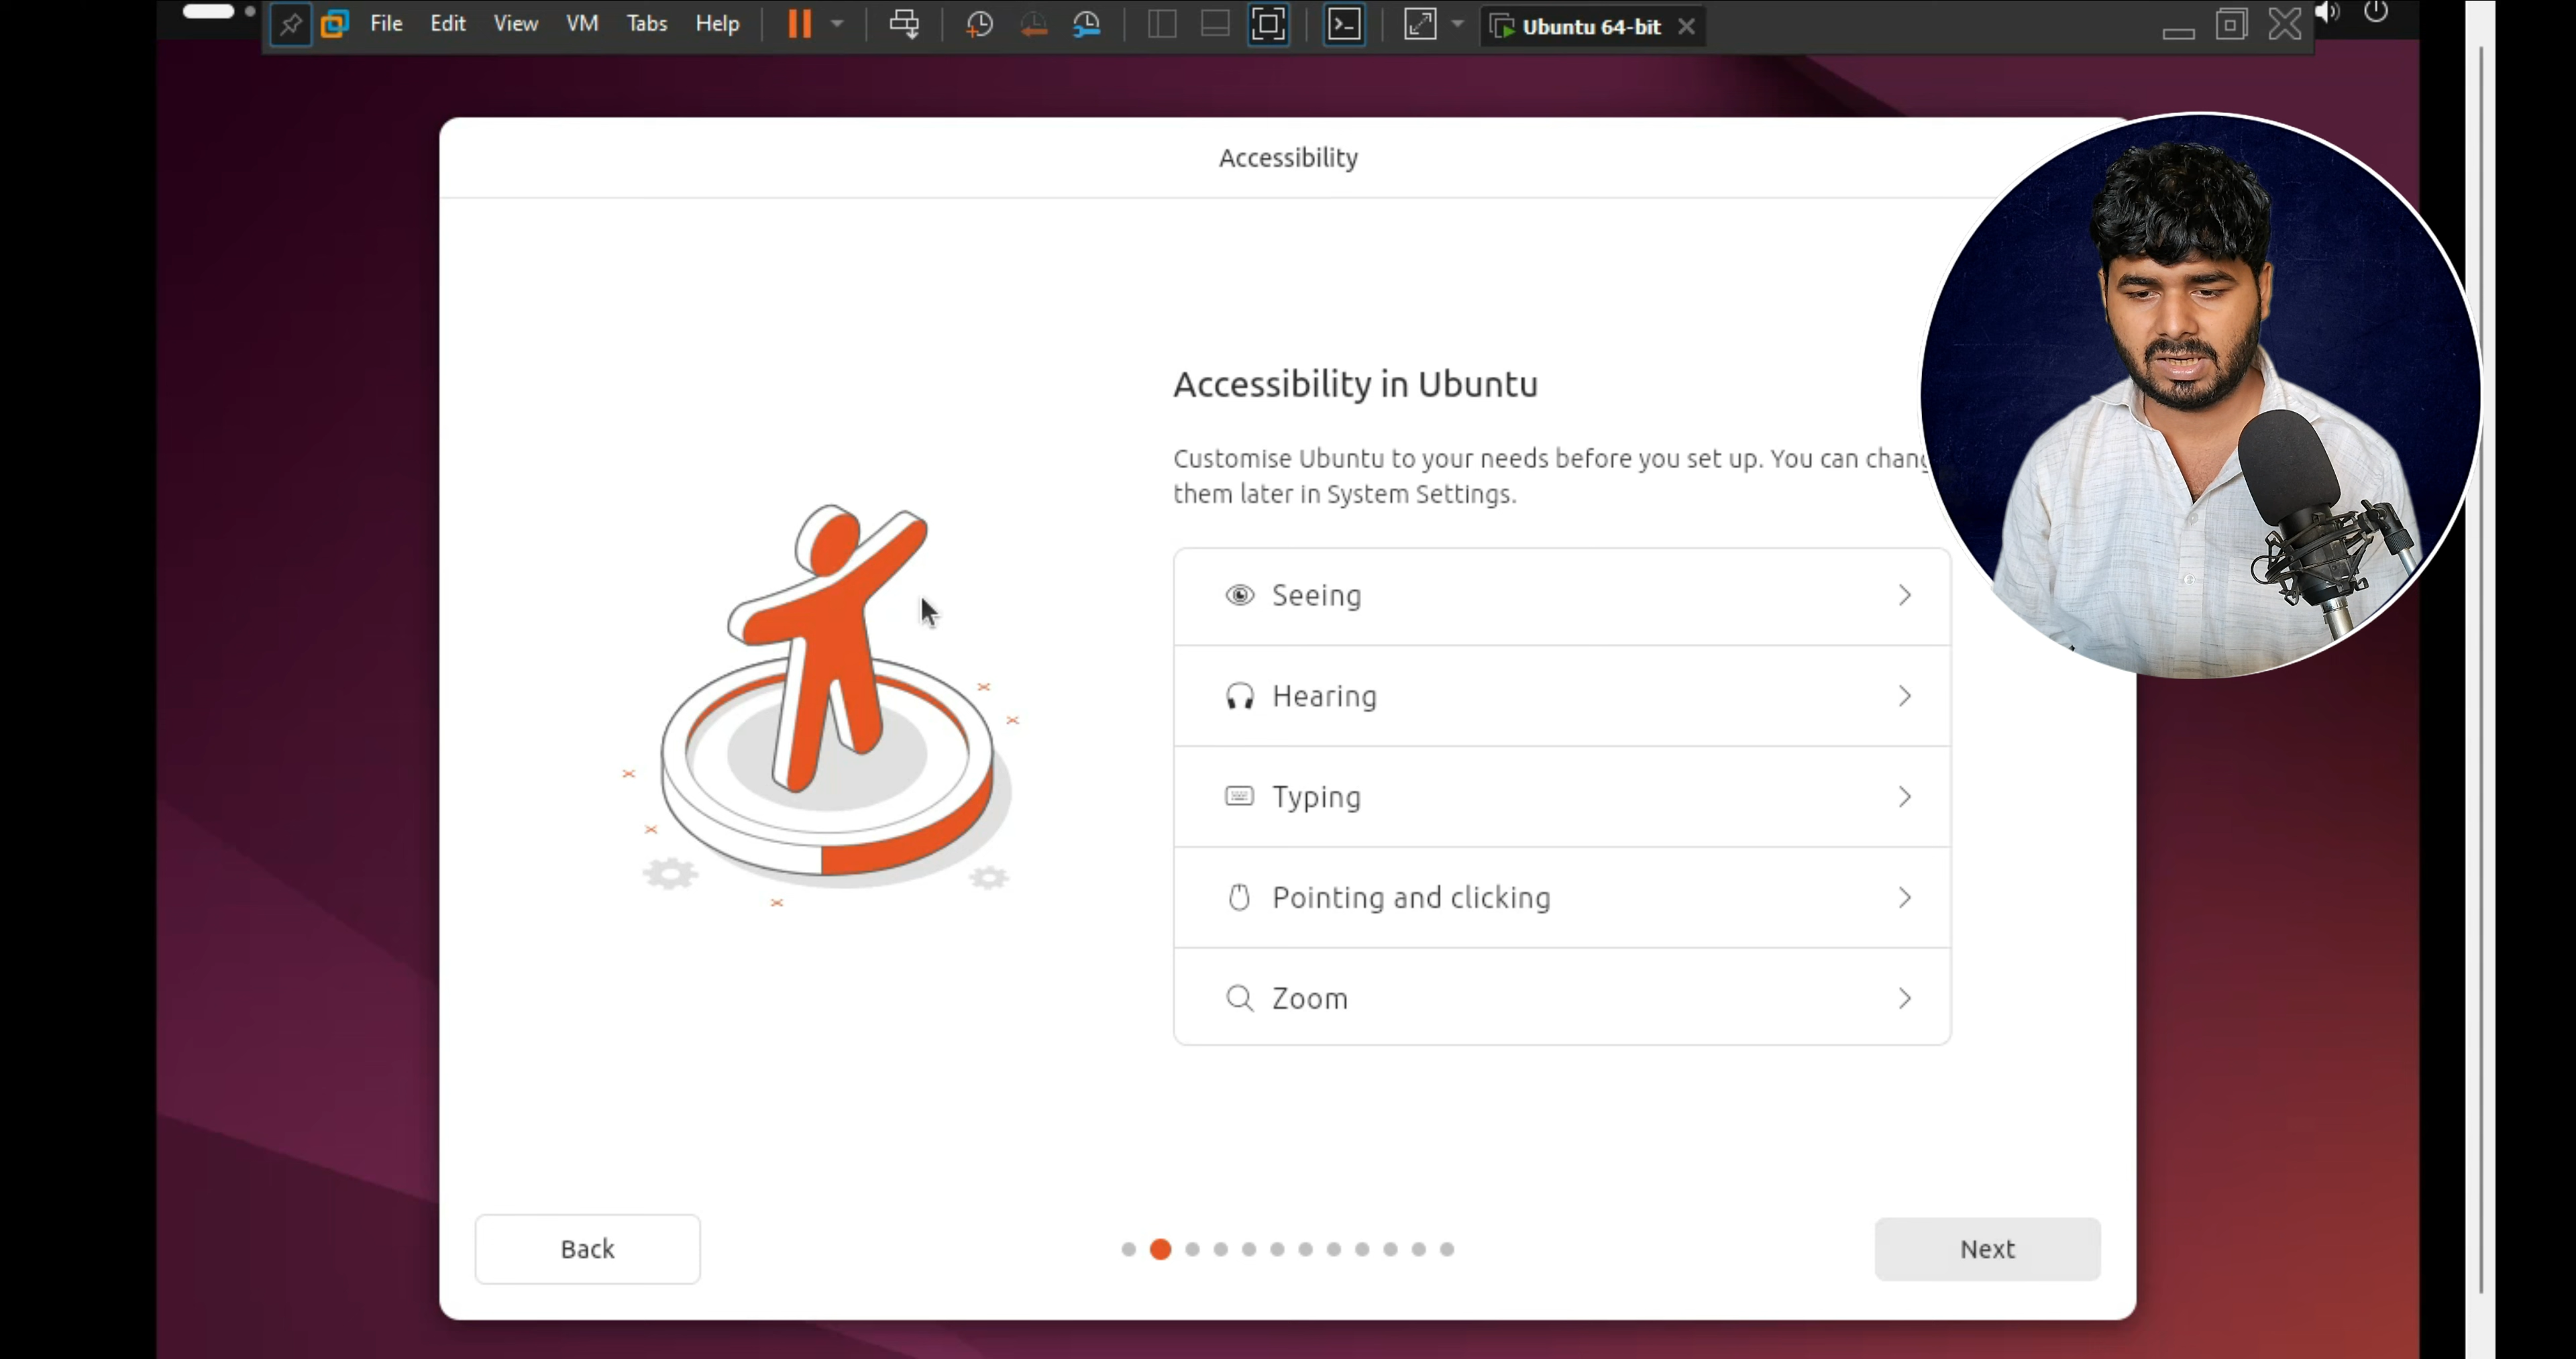 File Edit View VM Tabs Help Ubuntu 64-bit
Accessibility
Accessibility in Ubuntu
Customise Ubuntu to your needs before you set up. You can
them later in System Settings.
Seeing
Hearing
Typing
Pointing and clicking
Zoom
Back
Next